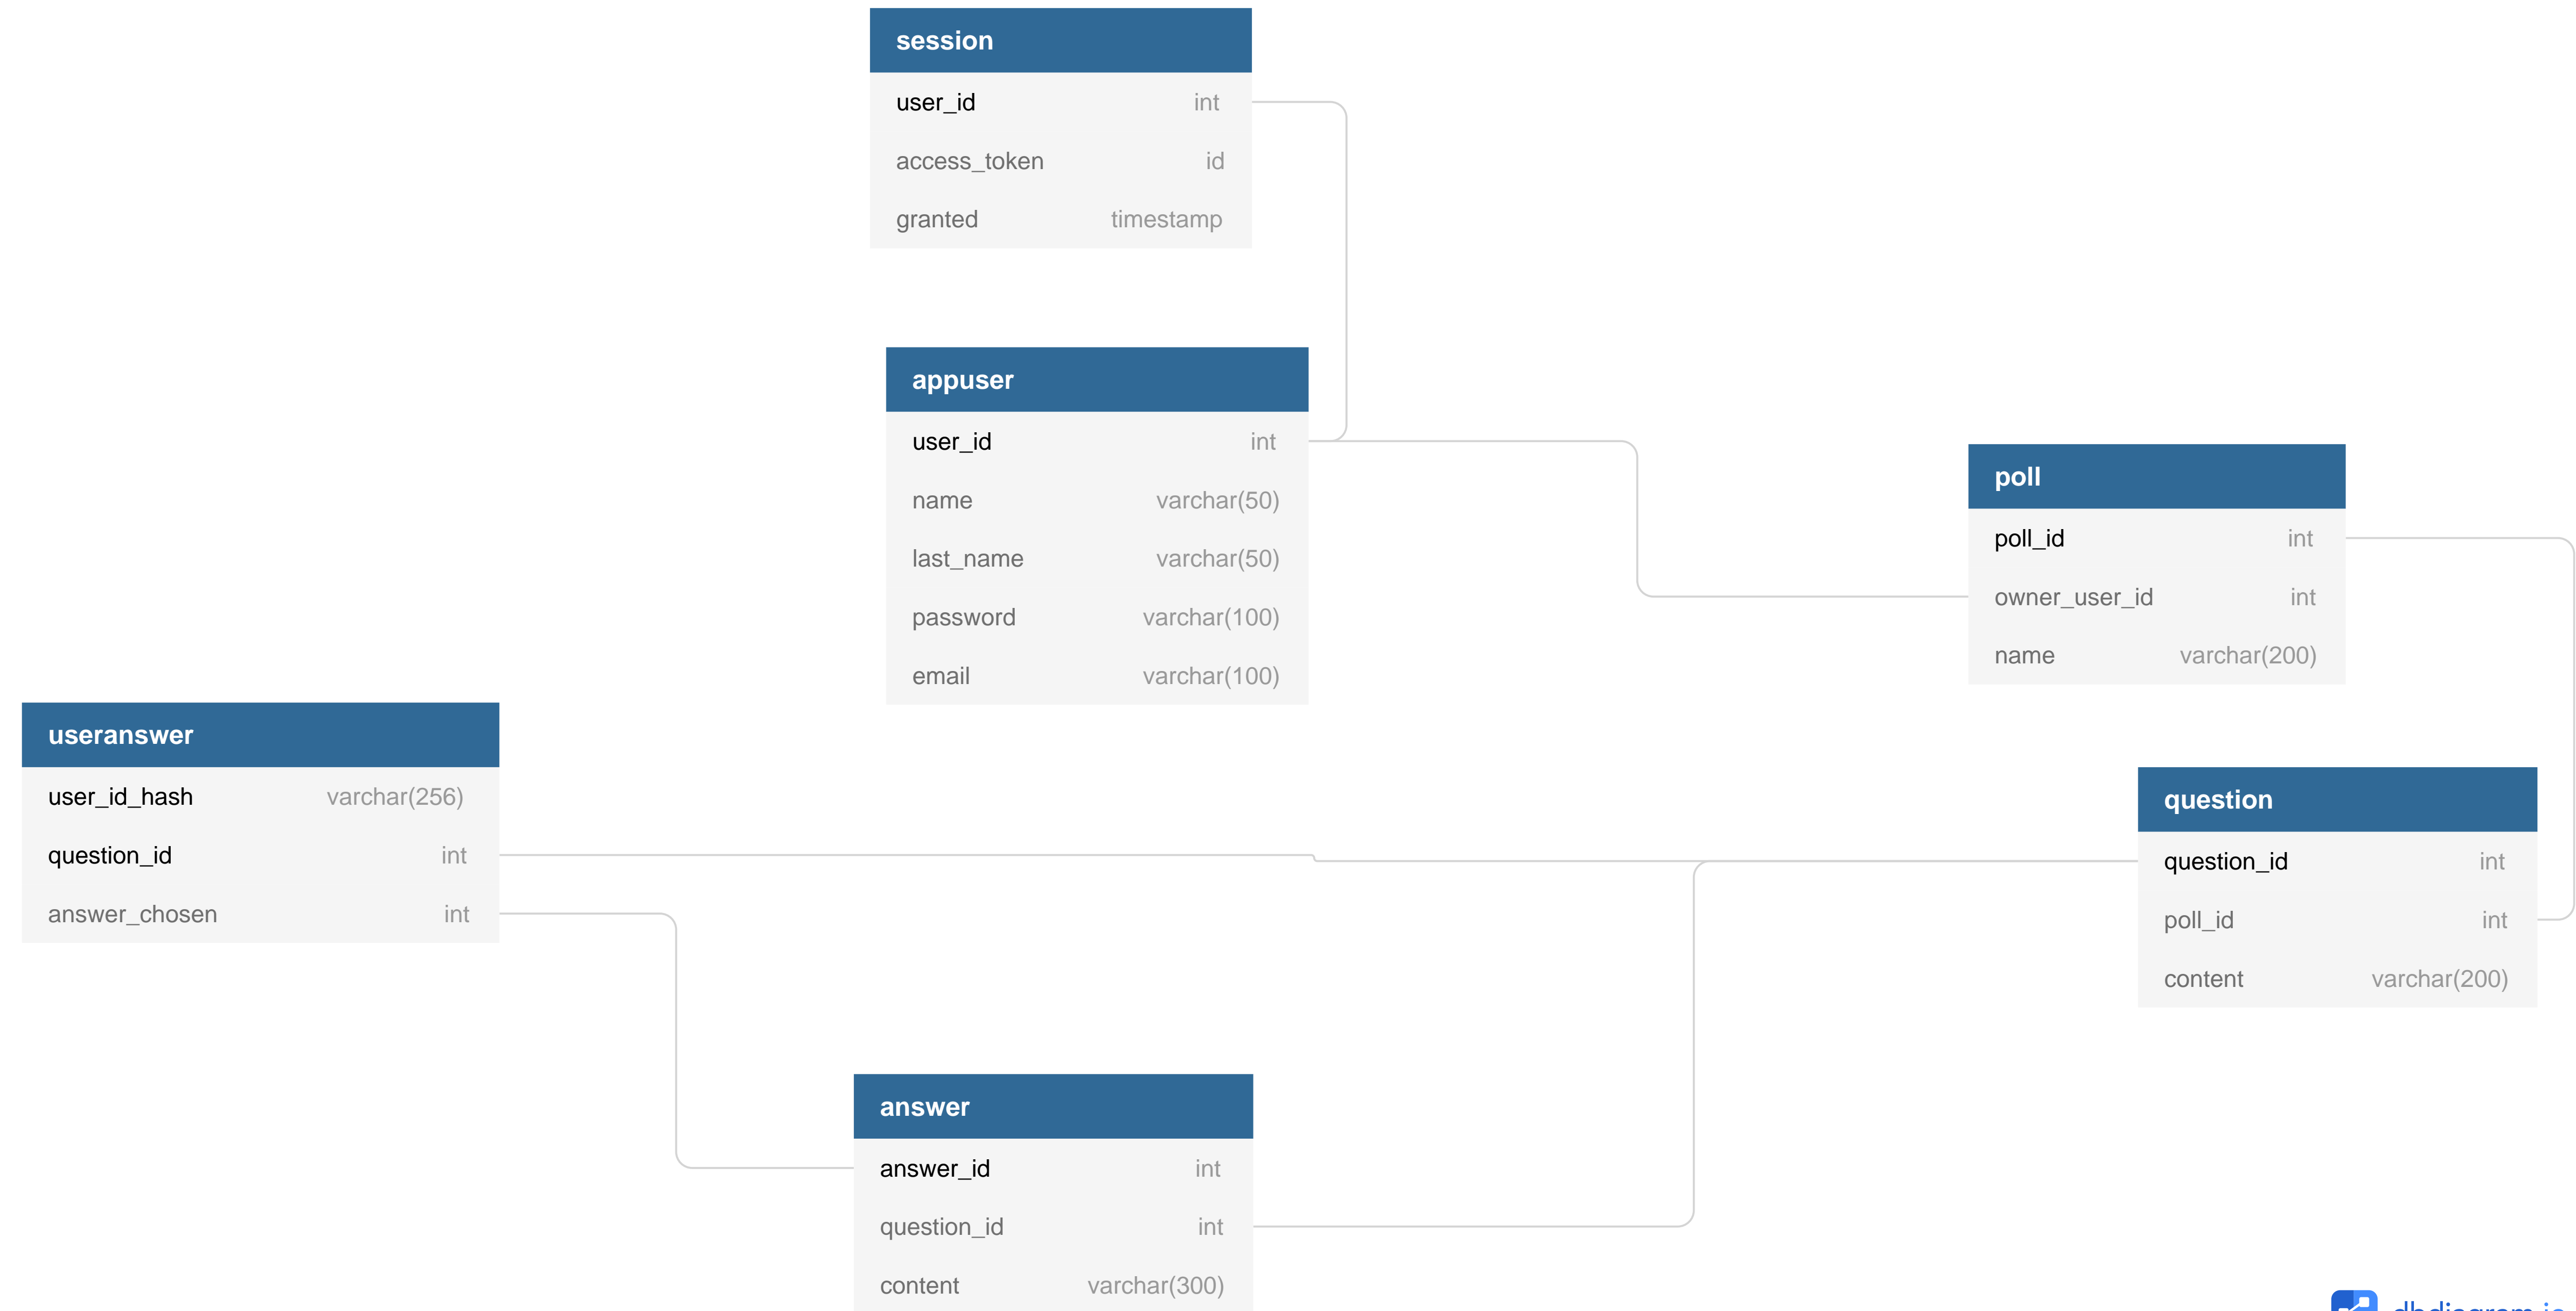 session
user_id int
access_token id
granted timestamp
appuser
user_id int
name varchar(50)
last_name varchar(50)
password varchar(100)
email varchar(100)
poll
poll_id int
owner_user_id int
name varchar(200)
useranswer
user_id_hash varchar(256)
question_id int
answer_chosen int
question
question_id int
poll_id int
content varchar(200)
answer
answer_id int
question_id int
content varchar(300)
dbdiagram.io